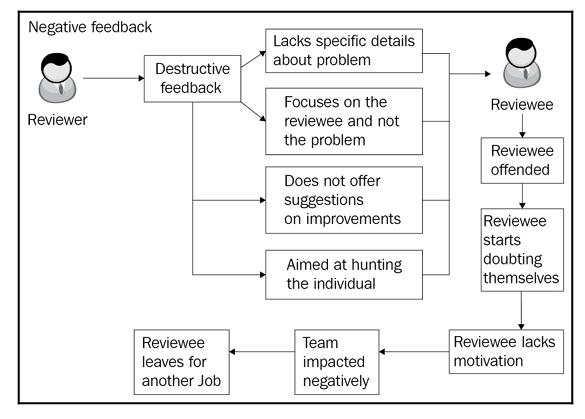 Negative feedback
Reviewer
Destructive
feedback
Lacks specific details
about problem
Focuses on the
reviewee and not
the problem
Does not offer
suggestions
on improvements
Aimed at hunting
the individual
Reviewee
Reviewee
offended
Reviewee
starts
doubting
themselves
Reviewee lacks
motivation
Team
impacted
negatively
Reviewee
leaves for
another Job